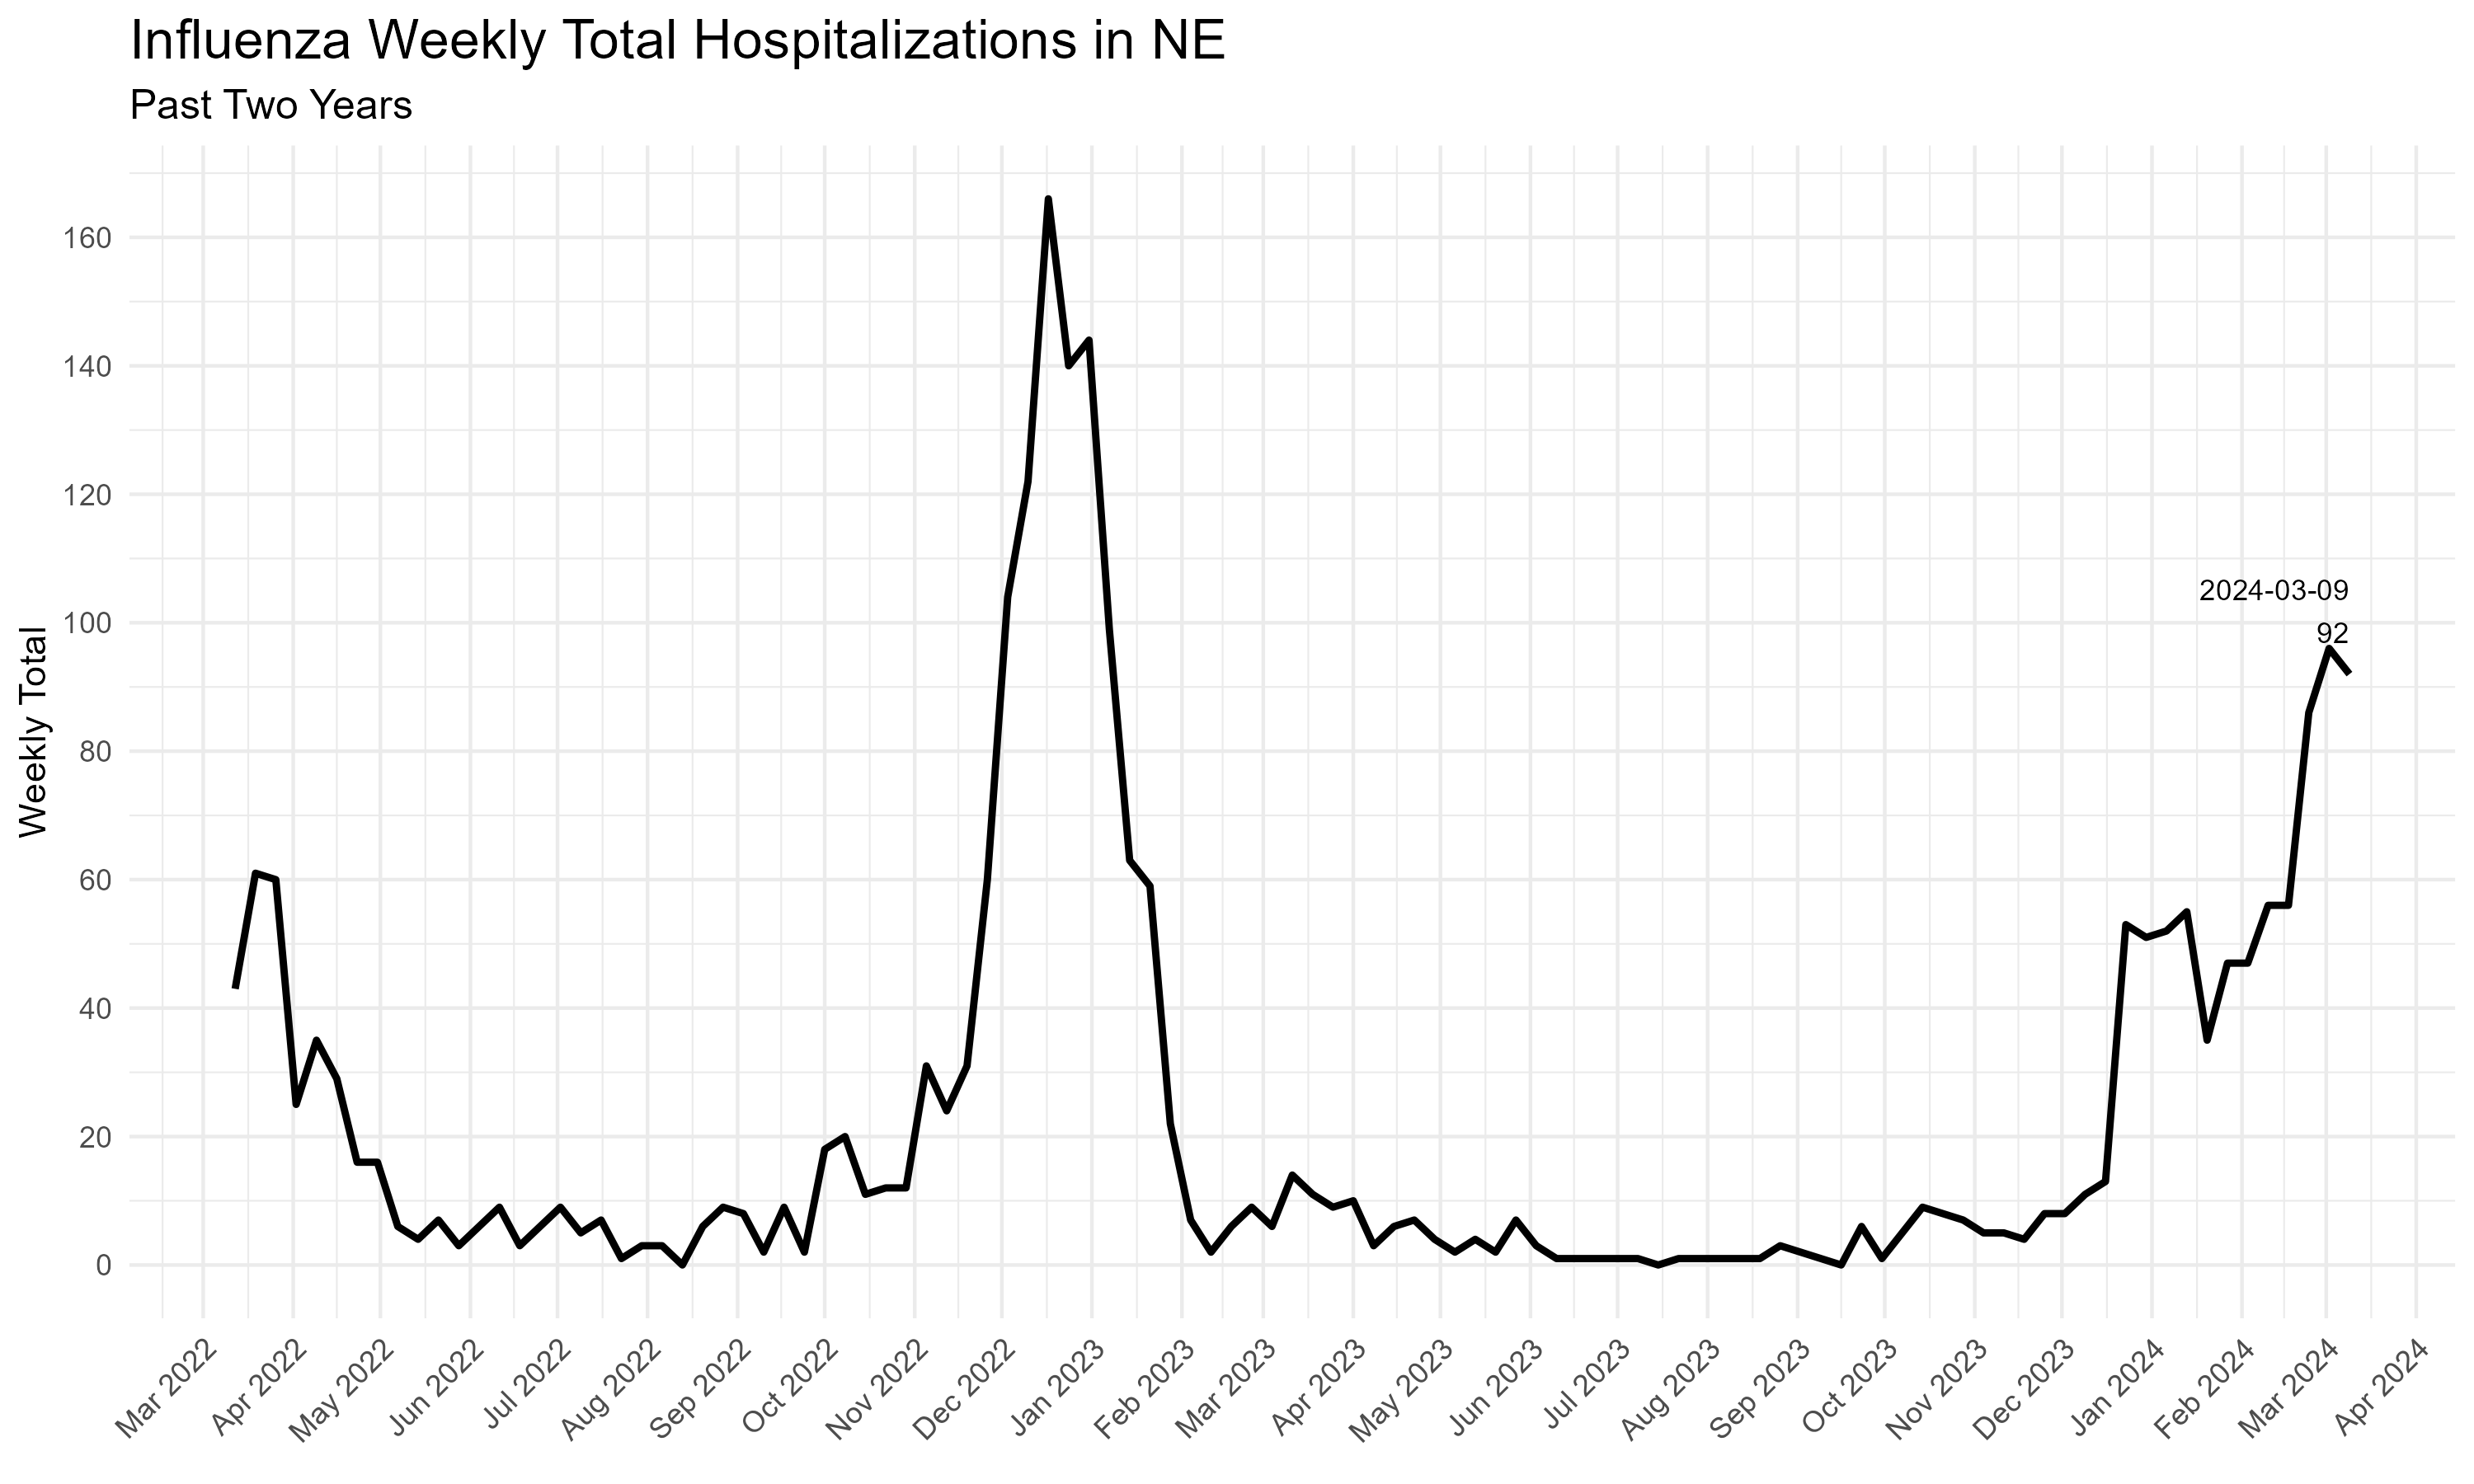 Influenza Weekly Total Hospitalizations in NE
Past Two Years
Weekly Total
160
140
120
100
80
60
40
20
0
2024-03-09
92
Mar 2022
Apr 2022
May 2022
Jun 2022
Jul 2022
Aug 2022
Sep 2022
Oct 2022
Nov 2022
Dec 2022
Jan 2023
Feb 2023
Mar 2023
Apr 2023
May 2023
Jun 2023
Jul 2023
Aug 2023
Sep 2023
Oct 2023
Nov 2023
Dec 2023
Jan 2024
Feb 2024
Mar 2024
Apr 2024